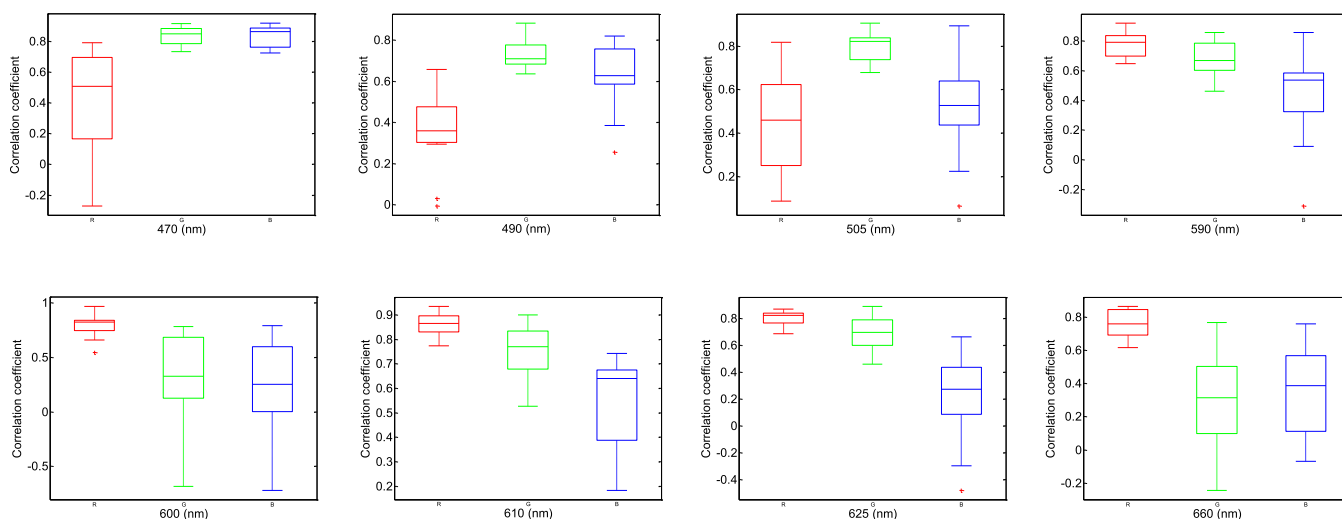 Correlation coefficient
0.8
0.6
0.4
0.2
0
-0.2
R G B
470 (nm)
Correlation coefficient
0.8
0.6
0.4
0.2
0
R G B
490 (nm)
Correlation coefficient
0.8
0.6
0.4
0.2
R G B
505 (nm)
Correlation coefficient
0.8
0.6
0.4
0.2
0
-0.2
R G B
590 (nm)
Correlation coefficient
1
0.5
0
-0.5
R G B
600 (nm)
Correlation coefficient
0.9
0.8
0.7
0.6
0.5
0.4
0.3
0.2
R G B
610 (nm)
Correlation coefficient
0.8
0.6
0.4
0.2
0
-0.2
-0.4
R G B
625 (nm)
Correlation coefficient
0.8
0.6
0.4
0.2
0
-0.2
R G B
660 (nm)